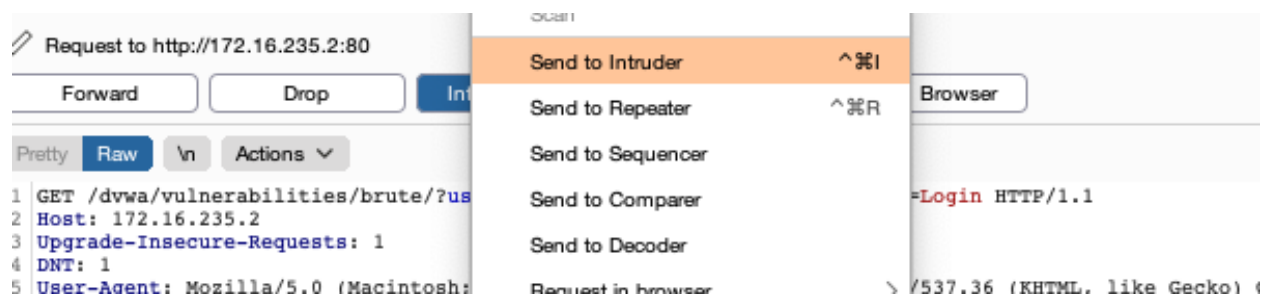 Scan
Request to http://172.16.235.2:80
Send to Intruder ^⌘I
Forward Drop Int Browser
Send to Repeater ^⌘R
Pretty Raw \n Actions
Send to Sequencer
1 GET /dvwa/vulnerabilities/brute/?us =Login HTTP/1.1
Send to Comparer
2 Host: 172.16.235.2
3 Upgrade-Insecure-Requests: 1
Send to Decoder
4 DNT: 1
5 User-Agent: Mozilla/5.0 (Macintosh; /537.36 (KHTML, like Gecko)
Request in browser >